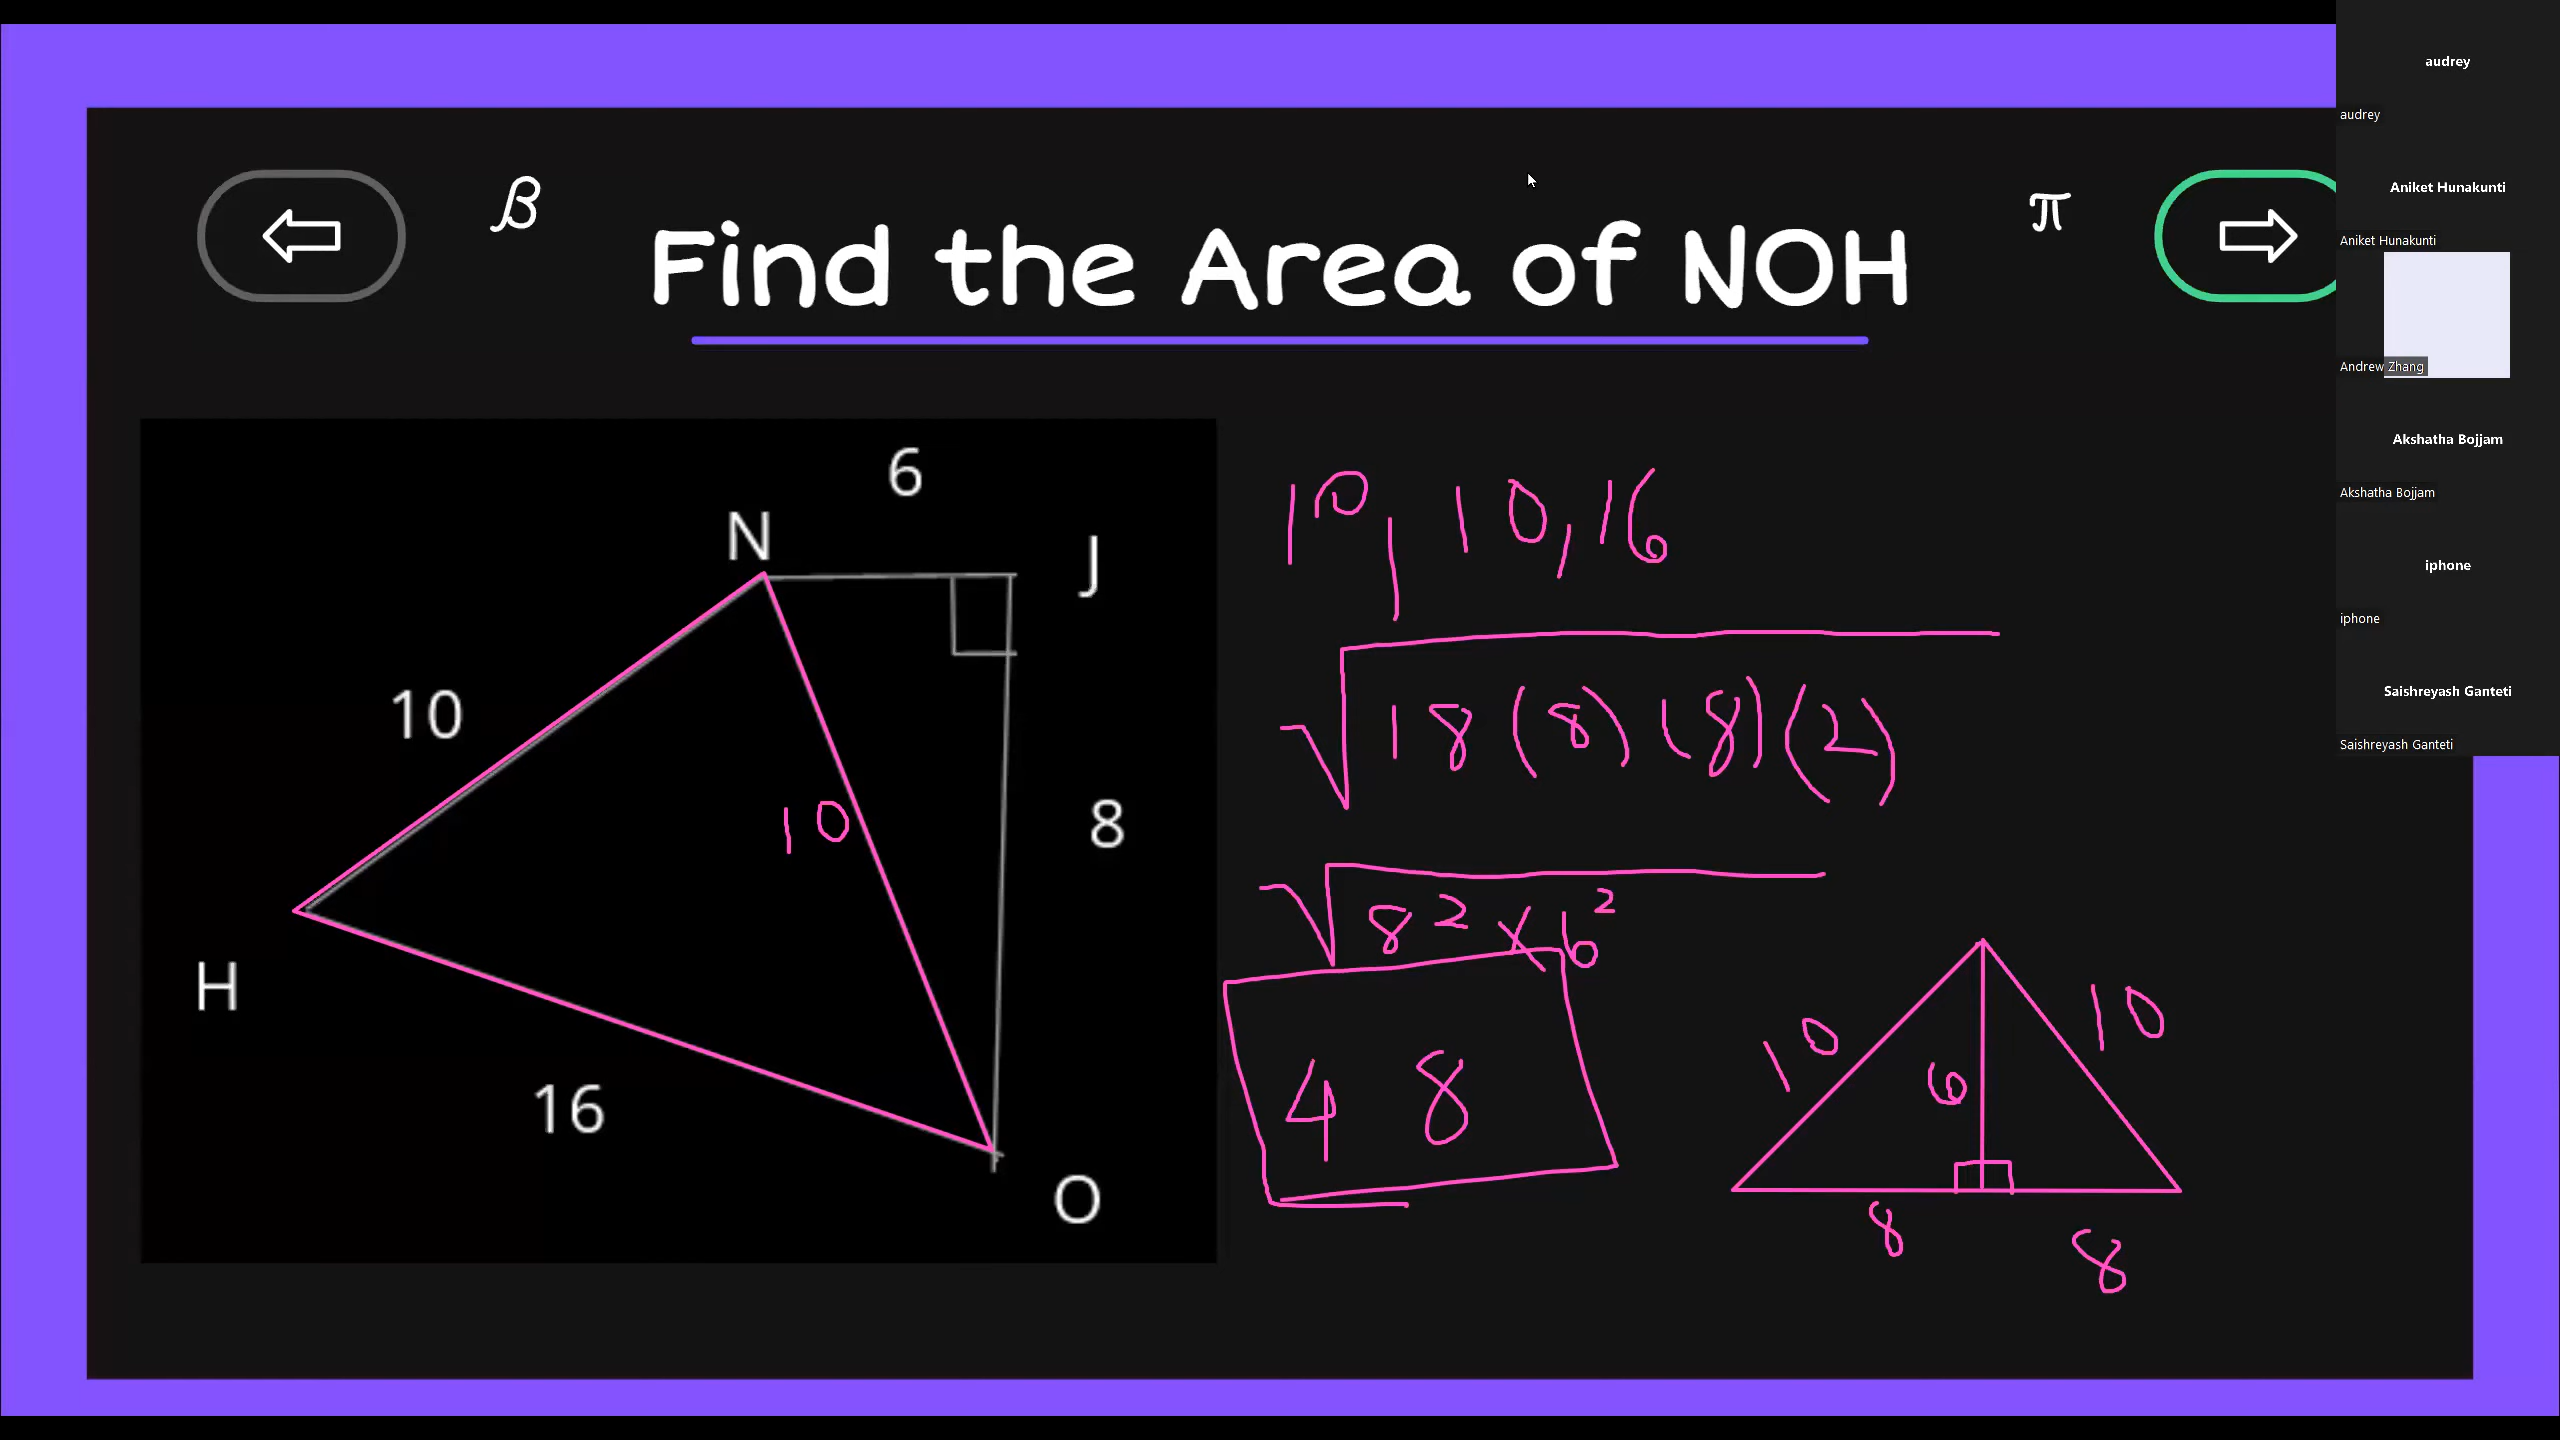 β
π
Find the Area of NOH
6
N
J
10
10
8
H
16
O
10, 10, 16
√18(8)(8)(2)
√8² x 6²
48
10
10
6
8
8
audrey
audrey
Aniket Hunakunti
Aniket Hunakunti
Andrew Zhang
Akshatha Bojjam
Akshatha Bojjam
iphone
iphone
Saishreyash Ganteti
Saishreyash Ganteti